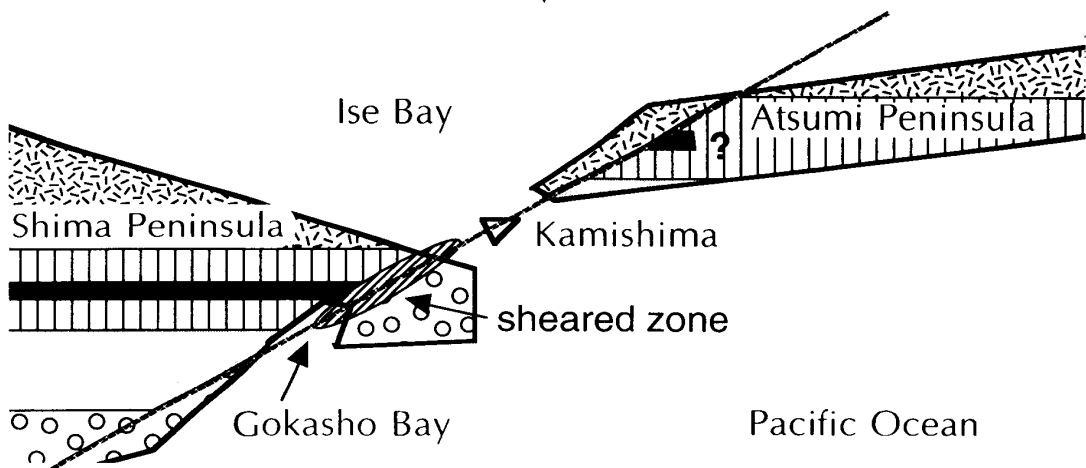 Ise Bay
Atsumi Peninsula
?
Shima Peninsula
Kamishima
sheared zone
Gokasho Bay
Pacific Ocean